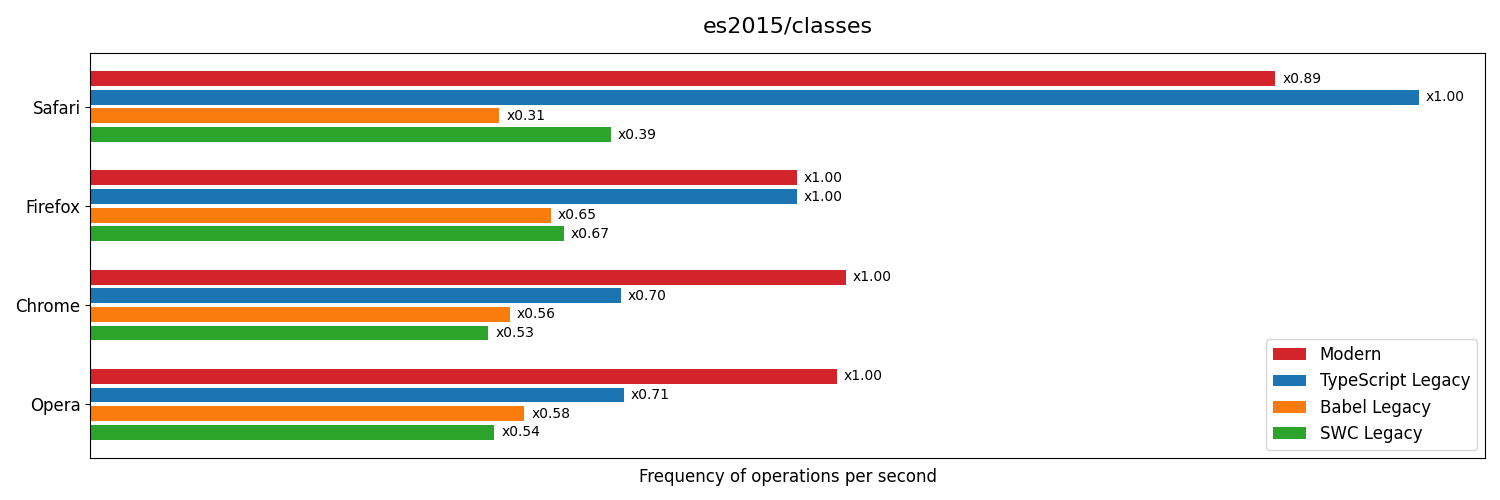 es2015/classes
Safari
x0.89
x1.00
x0.31
x0.39
Firefox
x1.00
x1.00
x0.65
x0.67
Chrome
x1.00
x0.70
x0.56
x0.53
Opera
x1.00
x0.71
x0.58
x0.54
Modern
TypeScript Legacy
Babel Legacy
SWC Legacy
Frequency of operations per second